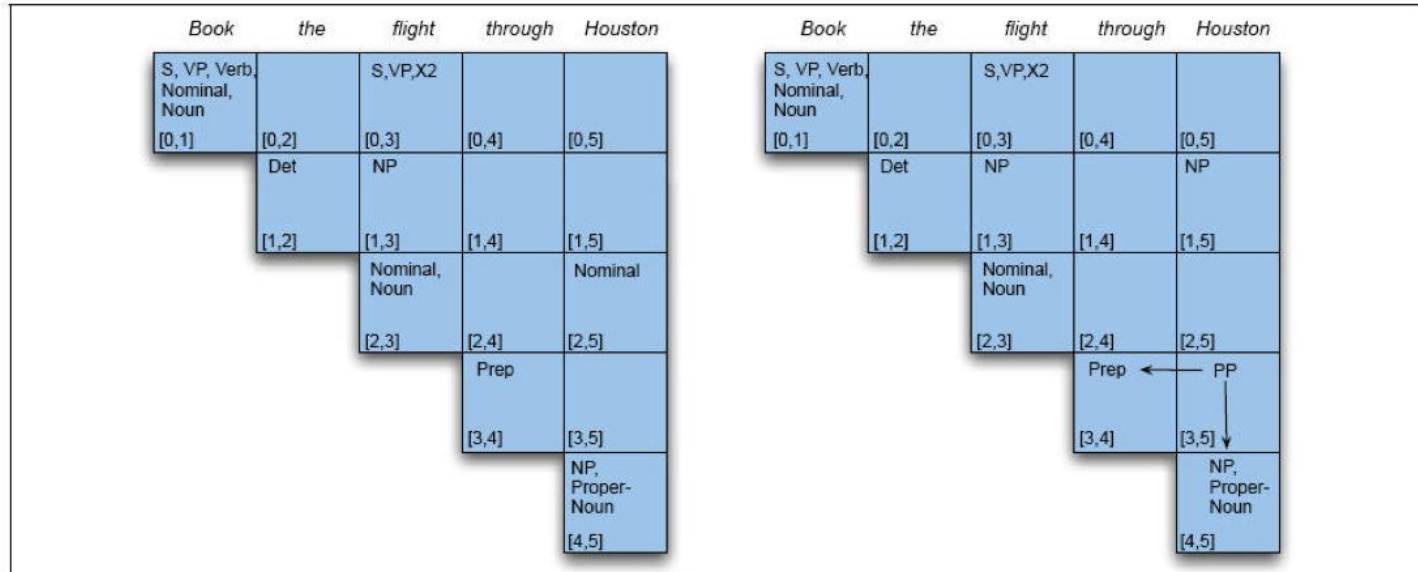 Book the flight through Houston
S, VP, Verb,
Nominal,
Noun
[0,1]
[0,2]
S,VP,X2
[0,3]
[0,4]
[0,5]
Det
[1,2]
NP
[1,3]
[1,4]
[1,5]
Nominal,
Noun
[2,3]
[2,4]
Nominal
[2,5]
Prep
[3,4]
[3,5]
NP,
Proper-
Noun
[4,5]
Book the flight through Houston
S, VP, Verb,
Nominal,
Noun
[0,1]
[0,2]
S,VP,X2
[0,3]
[0,4]
[0,5]
Det
[1,2]
NP
[1,3]
[1,4]
NP
[1,5]
Nominal,
Noun
[2,3]
[2,4]
[2,5]
Prep
[3,4]
PP
[3,5]
NP,
Proper-
Noun
[4,5]